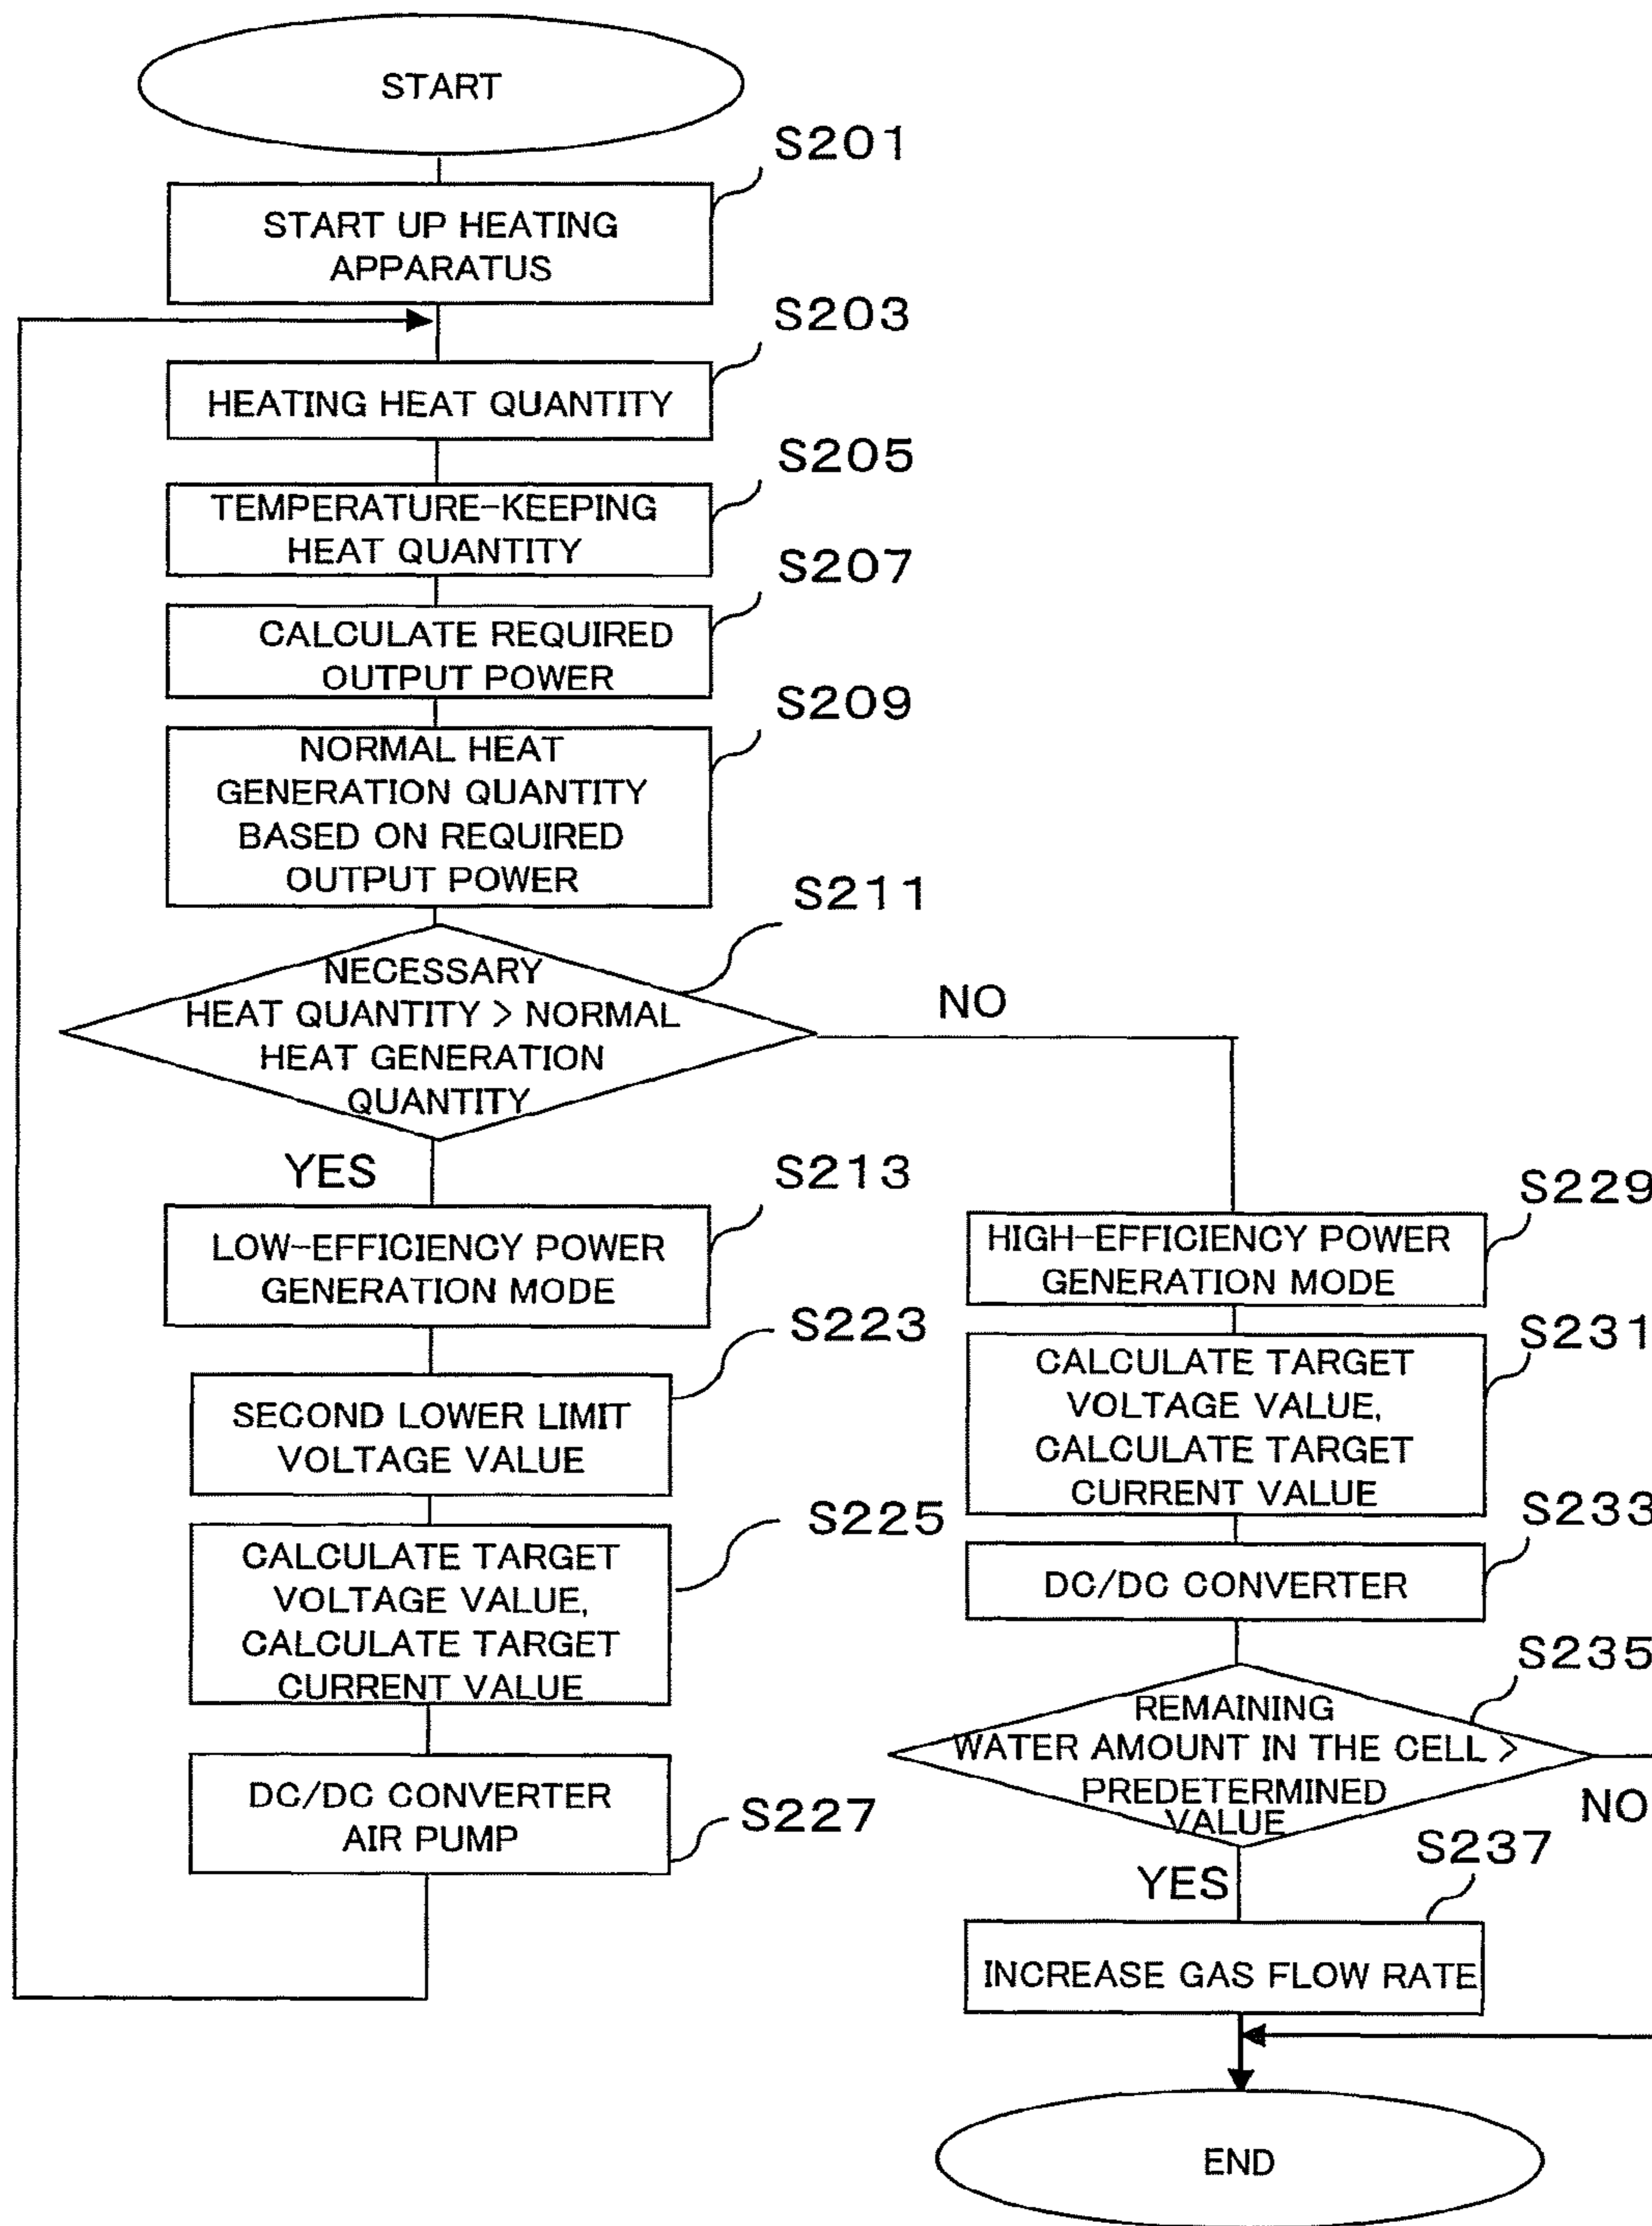 START
S201
START UP HEATING
APPARATUS
S203
HEATING HEAT QUANTITY
S205
TEMPERATURE-KEEPING
HEAT QUANTITY
S207
CALCULATE REQUIRED
OUTPUT POWER
S209
NORMAL HEAT
GENERATION QUANTITY
BASED ON REQUIRED
OUTPUT POWER
S211
NECESSARY
HEAT QUANTITY > NORMAL
HEAT GENERATION
QUANTITY
NO
YES
S213
LOW-EFFICIENCY POWER
GENERATION MODE
S223
SECOND LOWER LIMIT
VOLTAGE VALUE
S225
CALCULATE TARGET
VOLTAGE VALUE,
CALCULATE TARGET
CURRENT VALUE
DC/DC CONVERTER
AIR PUMP
S227
S229
HIGH-EFFICIENCY POWER
GENERATION MODE
S231
CALCULATE TARGET
VOLTAGE VALUE,
CALCULATE TARGET
CURRENT VALUE
S233
DC/DC CONVERTER
S235
REMAINING
WATER AMOUNT IN THE CELL >
PREDETERMINED
VALUE
NO
YES
S237
INCREASE GAS FLOW RATE
END